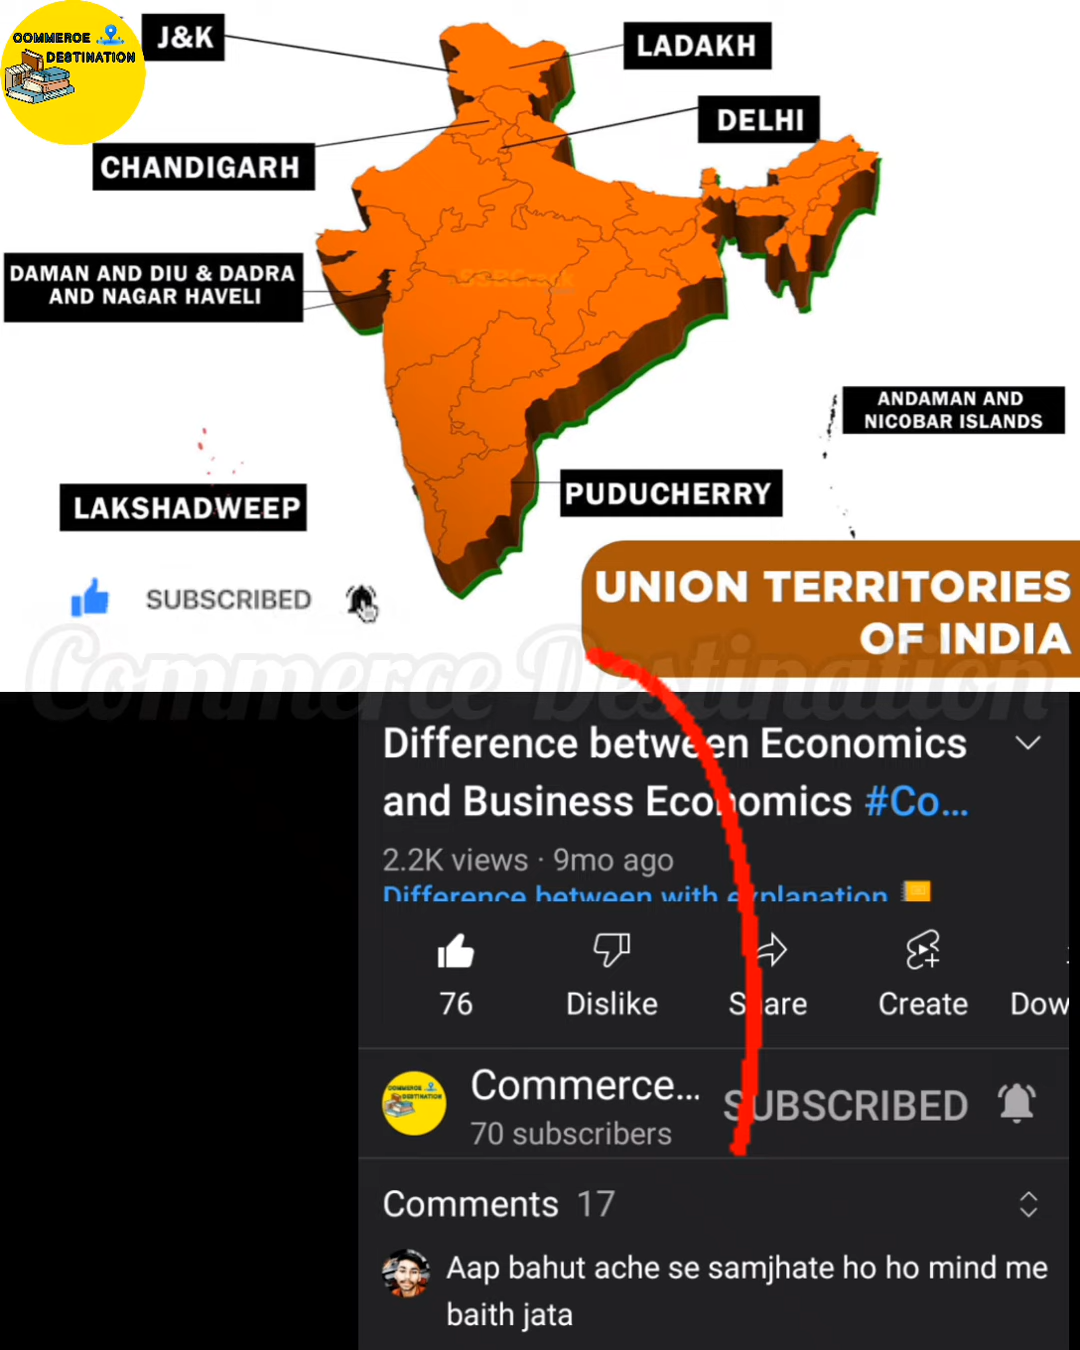 COMMERCE
DESTINATION
J&K
LADAKH
DELHI
CHANDIGARH
DAMAN AND DIU & DADRA
AND NAGAR HAVELI
SSBCrack
ANDAMAN AND
NICOBAR ISLANDS
PUDUCHERRY
LAKSHADWEEP
SUBSCRIBED
UNION TERRITORIES
OF INDIA
Commerce Destination
Difference between Economics
and Business Economics #Co...
2.2K views · 9mo ago
Difference between with explanation
76
Dislike
Share
Create
Dow
COMMERCE
DESTINATION
Commerce...
SUBSCRIBED
70 subscribers
Comments 17
Aap bahut ache se samjhate ho ho mind me
baith jata